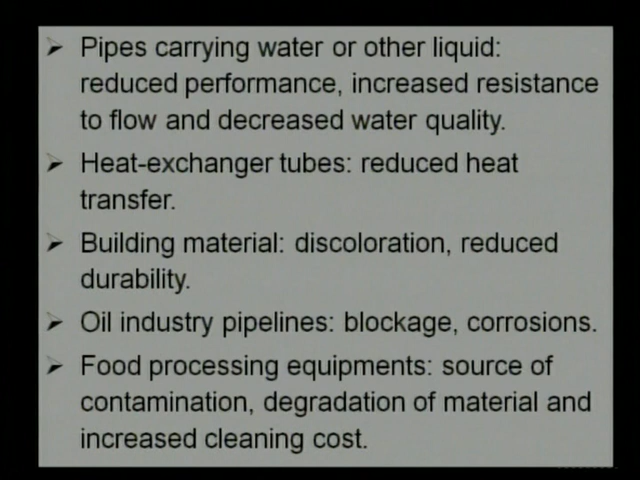 ➢ Pipes carrying water or other liquid:
reduced performance, increased resistance
to flow and decreased water quality.
➢ Heat-exchanger tubes: reduced heat
transfer.
➢ Building material: discoloration, reduced
durability.
➢ Oil industry pipelines: blockage, corrosions.
➢ Food processing equipments: source of
contamination, degradation of material and
increased cleaning cost.